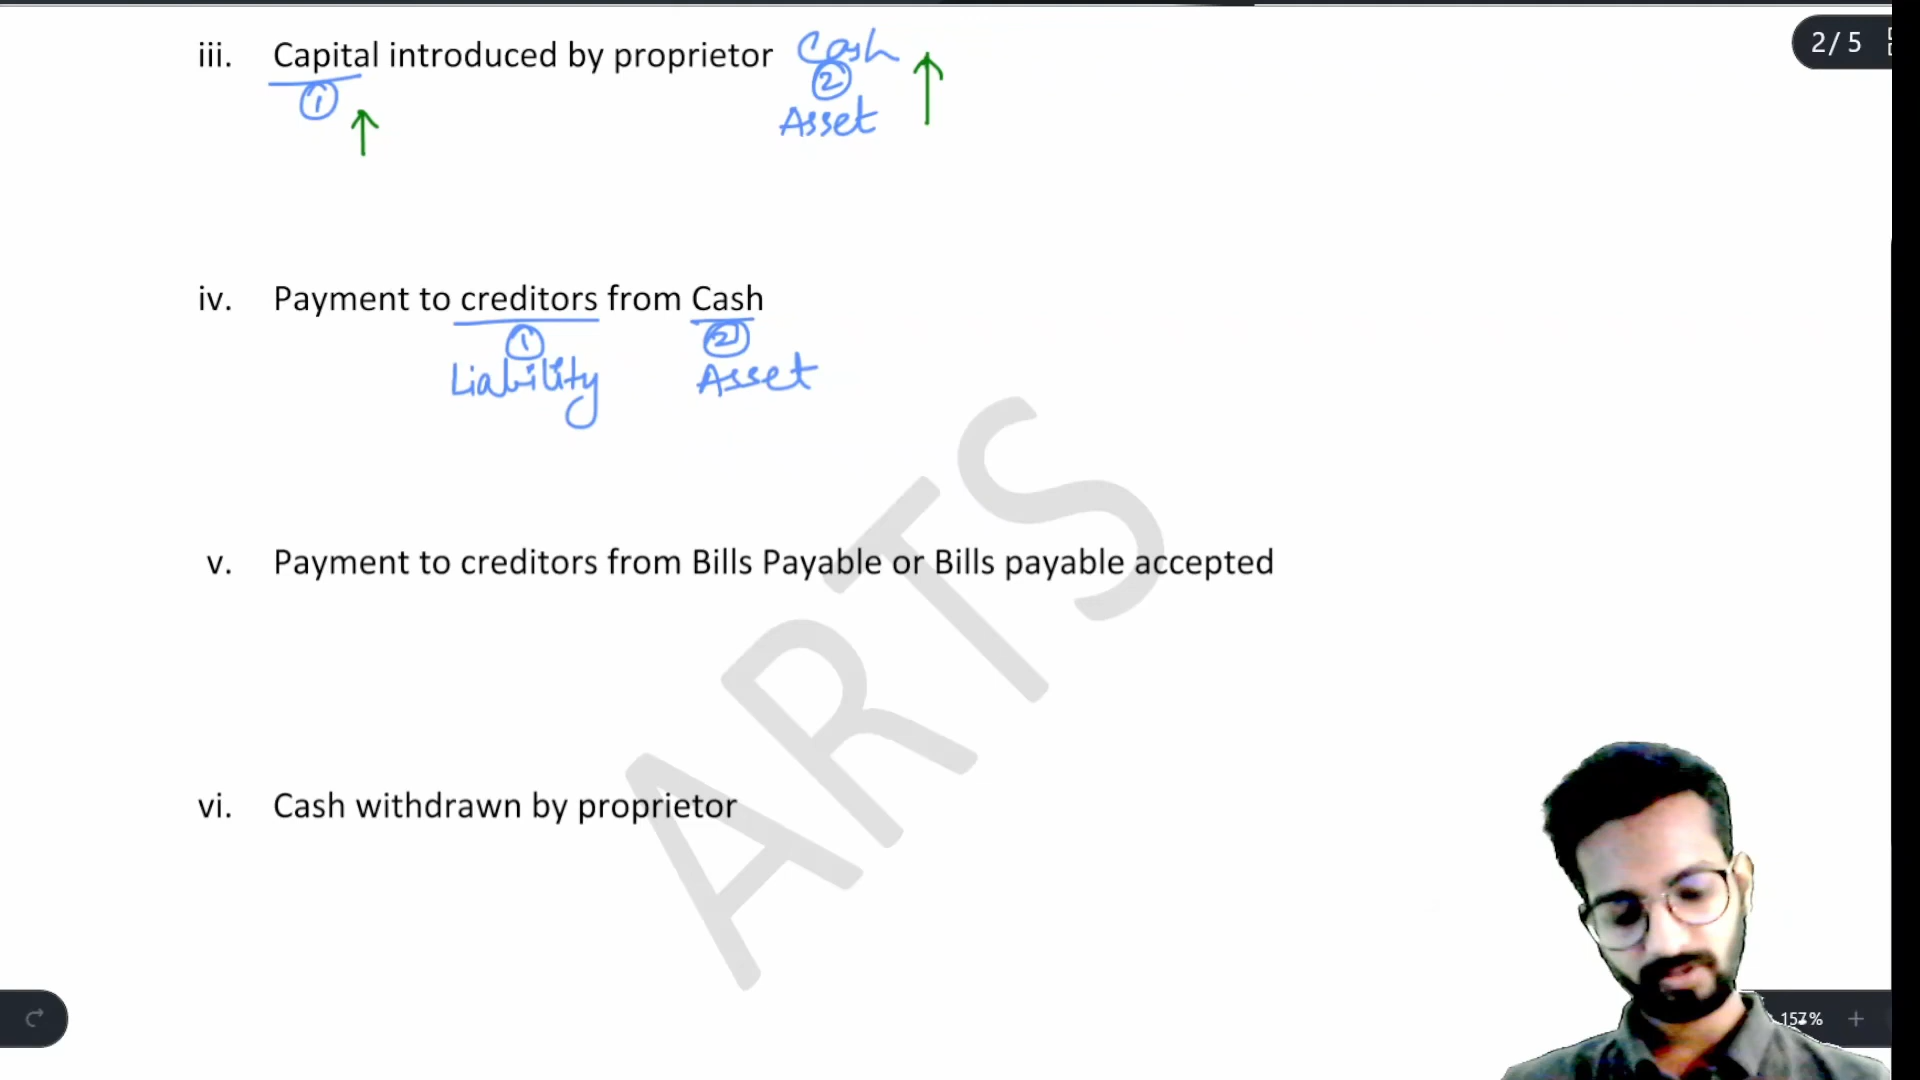 iii. Capital introduced by proprietor Cash ↑
① ↑ ②
Asset
2/5
iv. Payment to creditors from Cash
① ②
Liability Asset
v. Payment to creditors from Bills Payable or Bills payable accepted
vi. Cash withdrawn by proprietor
ARTS
157% +